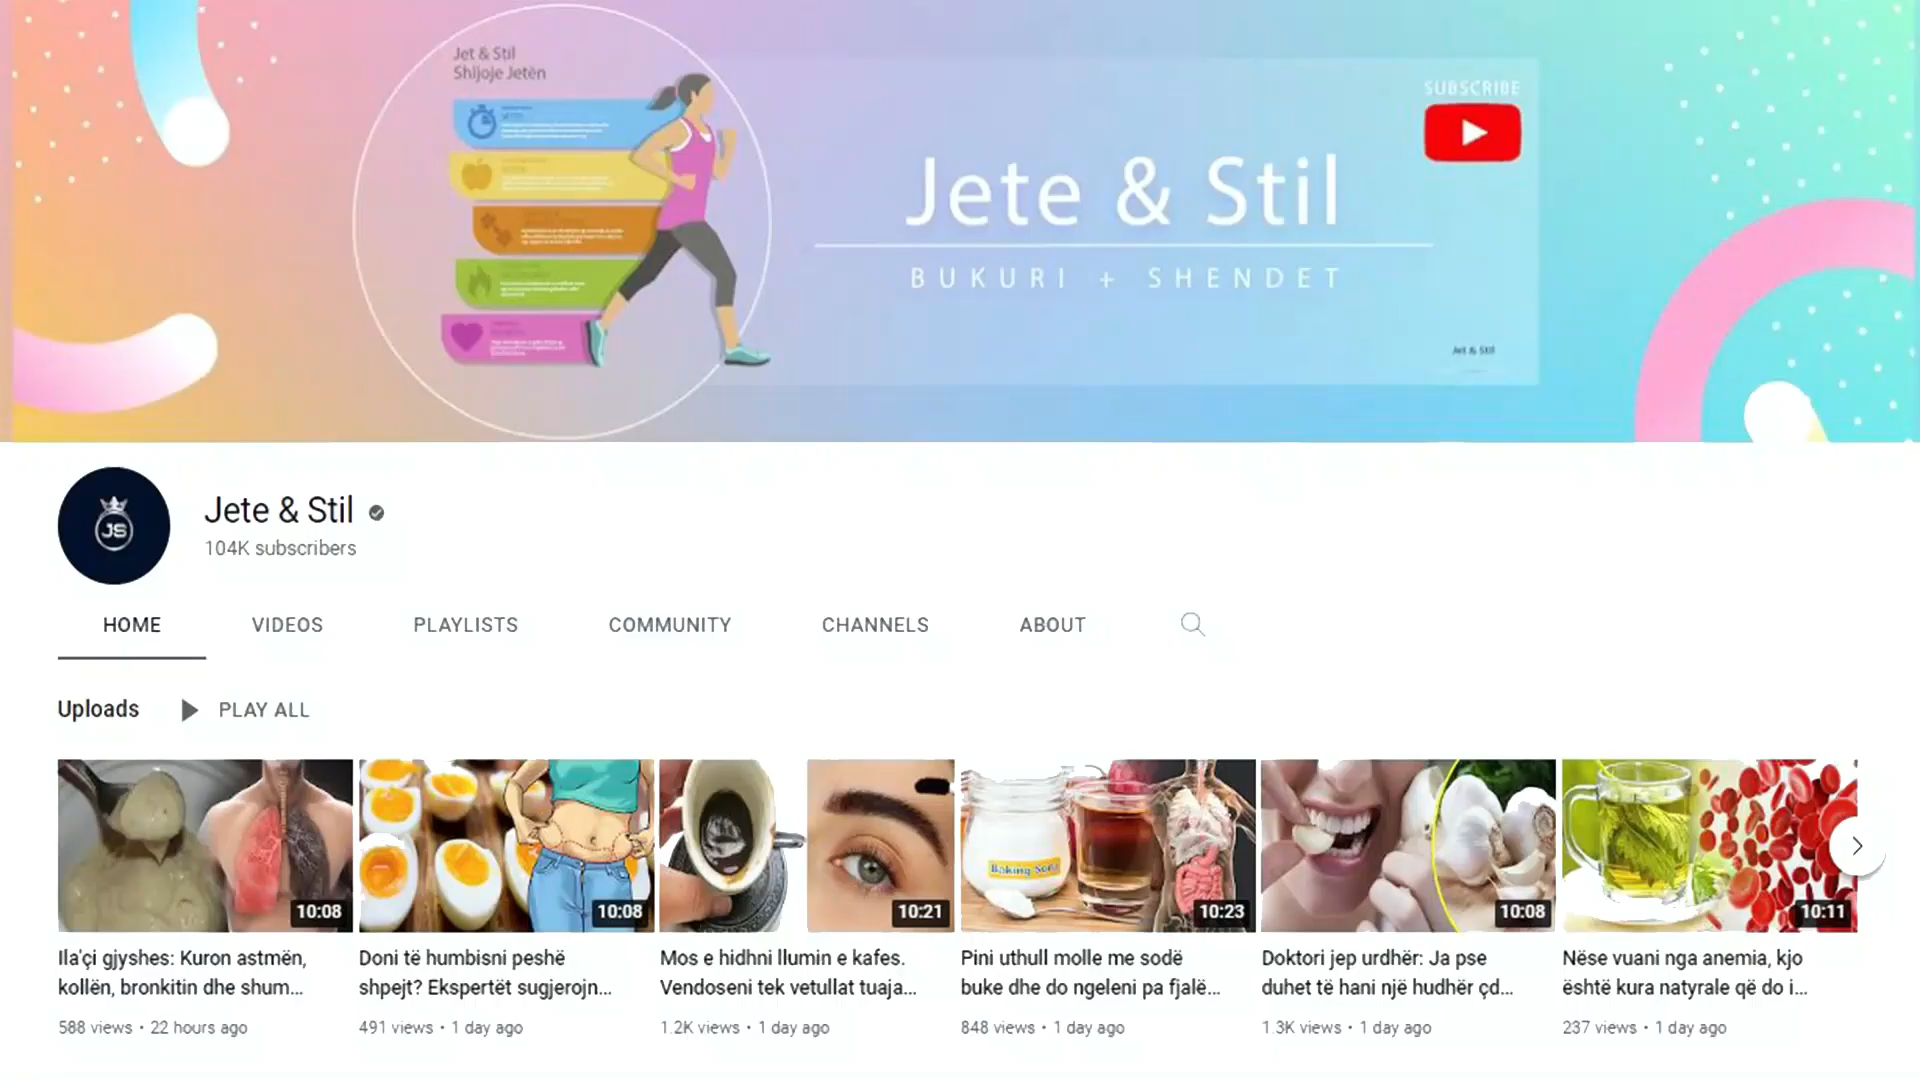 Jet & Stil
Shijoje Jetën
SUBSCRIBE
Jete & Stil
BUKURI + SHENDET
Jet & Stil
JS
Jete & Stil
104K subscribers
HOME VIDEOS PLAYLISTS COMMUNITY CHANNELS ABOUT
Uploads PLAY ALL
Baking Soda
10:08 10:08 10:21 10:23 10:08 10:11
Ila'çi gjyshes: Kuron astmën,
kollën, bronkitin dhe shum...
588 views • 22 hours ago
Doni të humbisni peshë
shpejt? Ekspertët sugjerojn...
491 views • 1 day ago
Mos e hidhni llumin e kafes.
Vendoseni tek vetullat tuaja...
1.2K views • 1 day ago
Pini uthull molle me sodë
buke dhe do ngeleni pa fjalë...
848 views • 1 day ago
Doktori jep urdhër: Ja pse
duhet të hani një hudhër çd...
1.3K views • 1 day ago
Nëse vuani nga anemia, kjo
është kura natyrale që do i...
237 views • 1 day ago